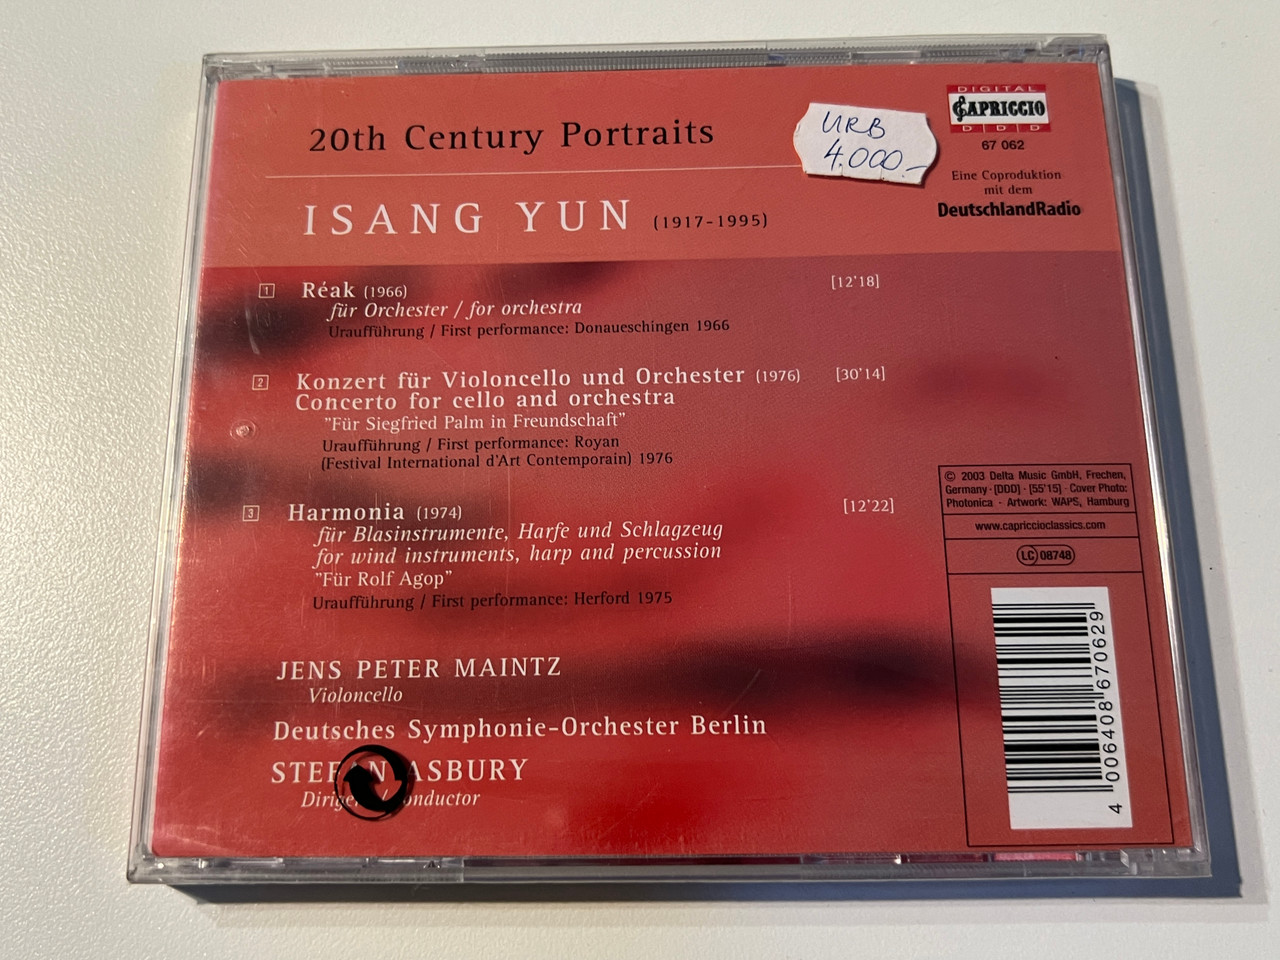 20th Century Portraits
URB
4.000.-
DIGITAL
CAPRICCIO
DDD
67 062
Eine Coproduktion
mit dem
DeutschlandRadio
ISANG YUN (1917-1995)
1 Réak (1966) [12'18]
für Orchester / for orchestra
Uraufführung / First performance: Donaueschingen 1966
2 Konzert für Violoncello und Orchester (1976) [30'14]
Concerto for cello and orchestra
"Für Siegfried Palm in Freundschaft"
Uraufführung / First performance: Royan
(Festival International d'Art Contemporain) 1976
3 Harmonia (1974) [12'22]
für Blasinstrumente, Harfe und Schlagzeug
for wind instruments, harp and percussion
"Für Rolf Agop"
Uraufführung / First performance: Herford 1975
JENS PETER MAINTZ
Violoncello
Deutsches Symphonie-Orchester Berlin
STEFAN ASBURY
Dirigent / conductor
© 2003 Delta Music GmbH, Frechen,
Germany · [DDD] · [55'15] · Cover Photo:
Photonica · Artwork: WAPS, Hamburg
www.capriccioclassics.com
LC 08748
4 006408 670629